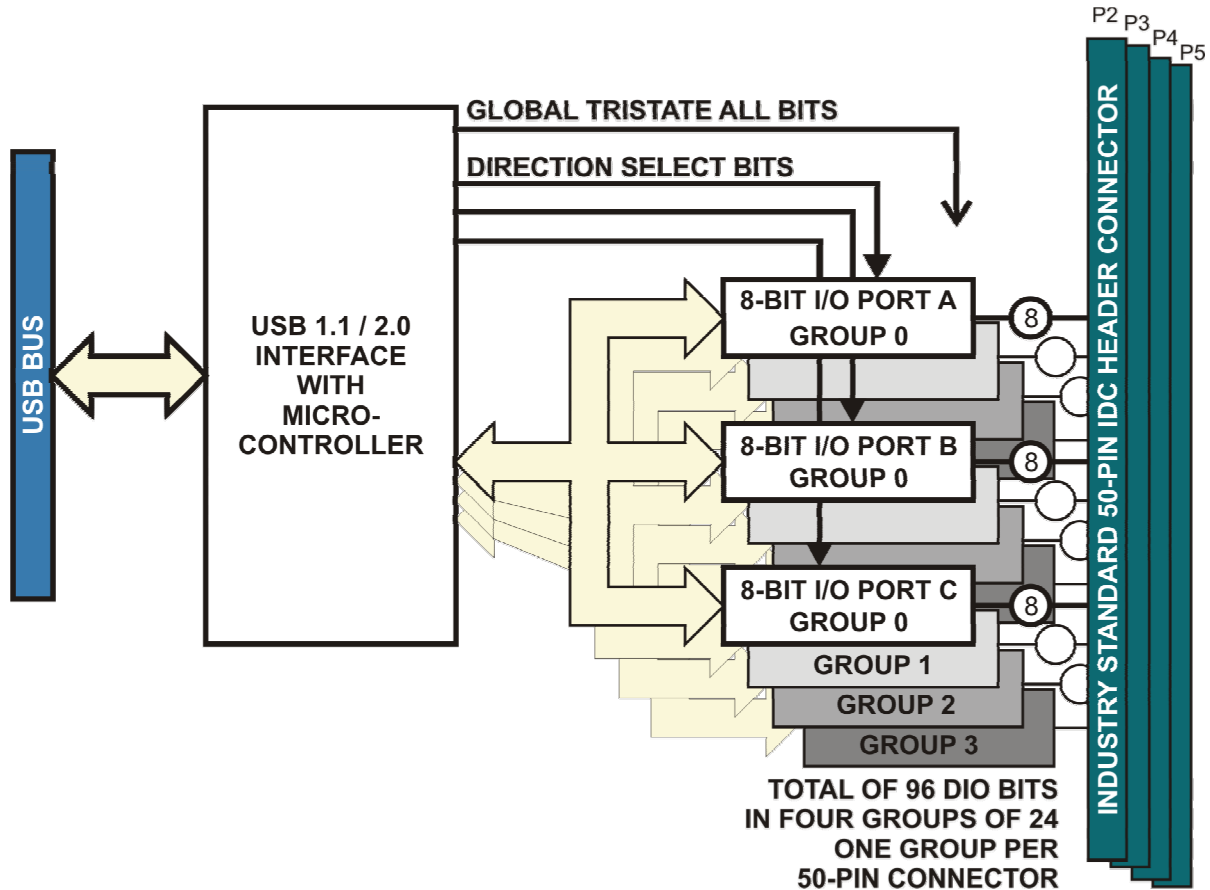 P2
P3
P4
P5
GLOBAL TRISTATE ALL BITS
DIRECTION SELECT BITS
USB BUS
USB 1.1 / 2.0
INTERFACE
WITH
MICRO-
CONTROLLER
8-BIT I/O PORT A
GROUP 0
8
8-BIT I/O PORT B
GROUP 0
8
8-BIT I/O PORT C
GROUP 0
8
GROUP 1
GROUP 2
GROUP 3
INDUSTRY STANDARD 50-PIN IDC HEADER CONNECTOR
TOTAL OF 96 DIO BITS
IN FOUR GROUPS OF 24
ONE GROUP PER
50-PIN CONNECTOR